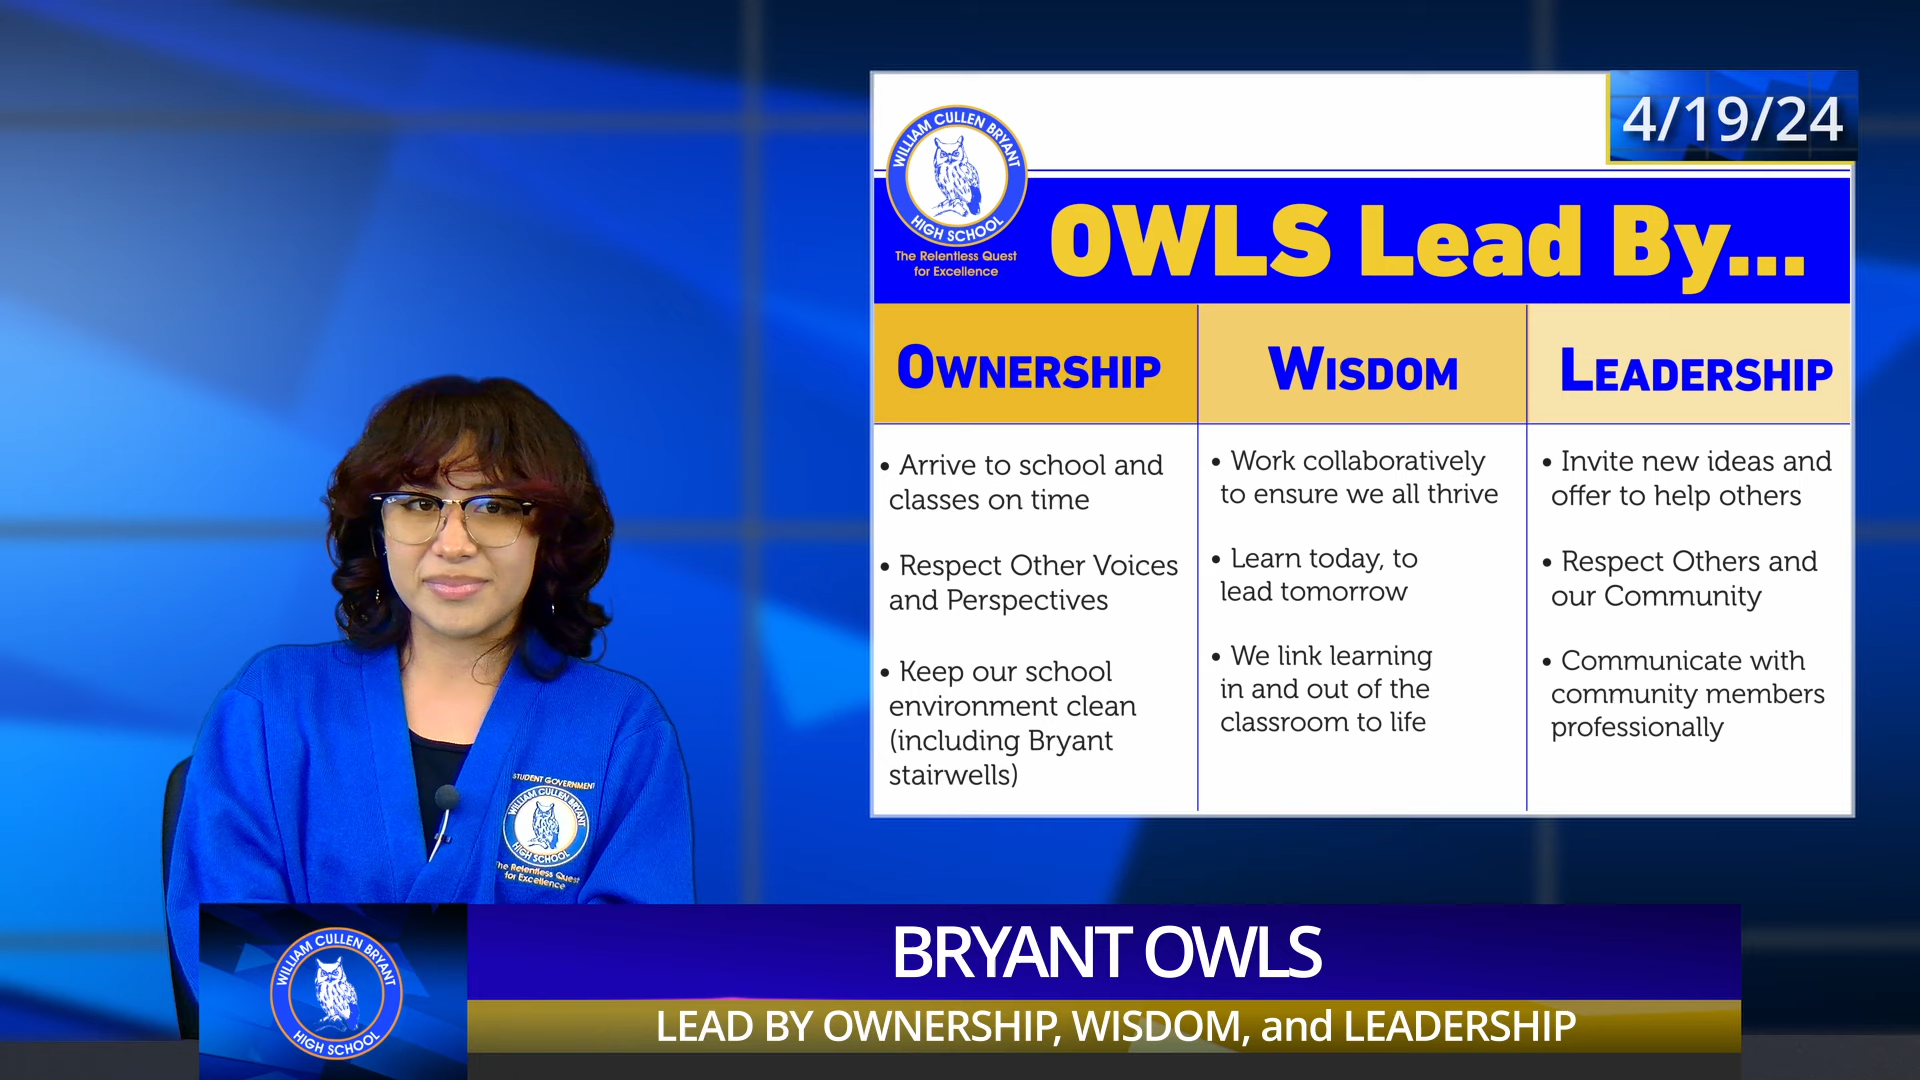 4/19/24
WILLIAM CULLEN BRYANT
HIGH SCHOOL
The Relentless Quest
for Excellence
OWLS Lead By...
OWNERSHIP
• Arrive to school and
classes on time
• Respect Other Voices
and Perspectives
• Keep our school
environment clean
(including Bryant
stairwells)
WISDOM
• Work collaboratively
to ensure we all thrive
• Learn today, to
lead tomorrow
• We link learning
in and out of the
classroom to life
LEADERSHIP
• Invite new ideas and
offer to help others
• Respect Others and
our Community
• Communicate with
community members
professionally
STUDENT GOVERNMENT
WILLIAM CULLEN BRYANT
HIGH SCHOOL
The Relentless Quest
for Excellence
WILLIAM CULLEN BRYANT
HIGH SCHOOL
BRYANT OWLS
LEAD BY OWNERSHIP, WISDOM, and LEADERSHIP